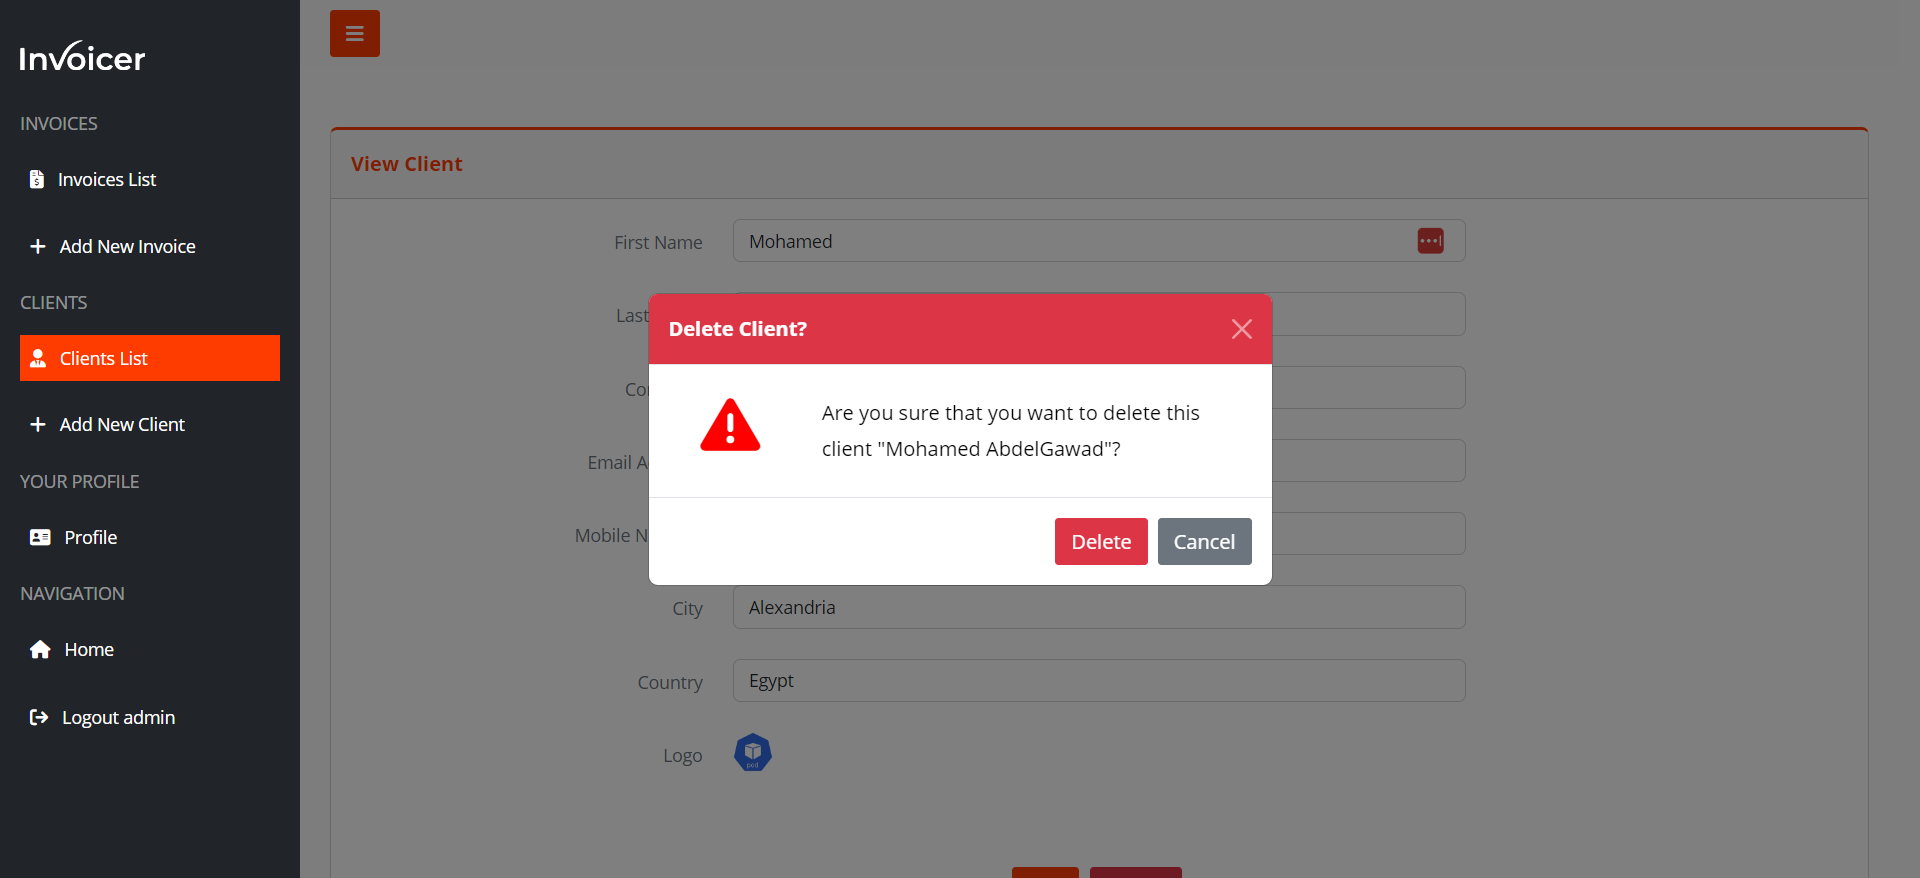 Invoicer
INVOICES
Invoices List
Add New Invoice
CLIENTS
Clients List
Add New Client
YOUR PROFILE
Profile
NAVIGATION
Home
Logout admin
View Client
First Name
Mohamed
Last
Co
Email A
Mobile N
City
Alexandria
Country
Egypt
Logo
pod
Delete Client?
Are you sure that you want to delete this
client "Mohamed AbdelGawad"?
Delete
Cancel